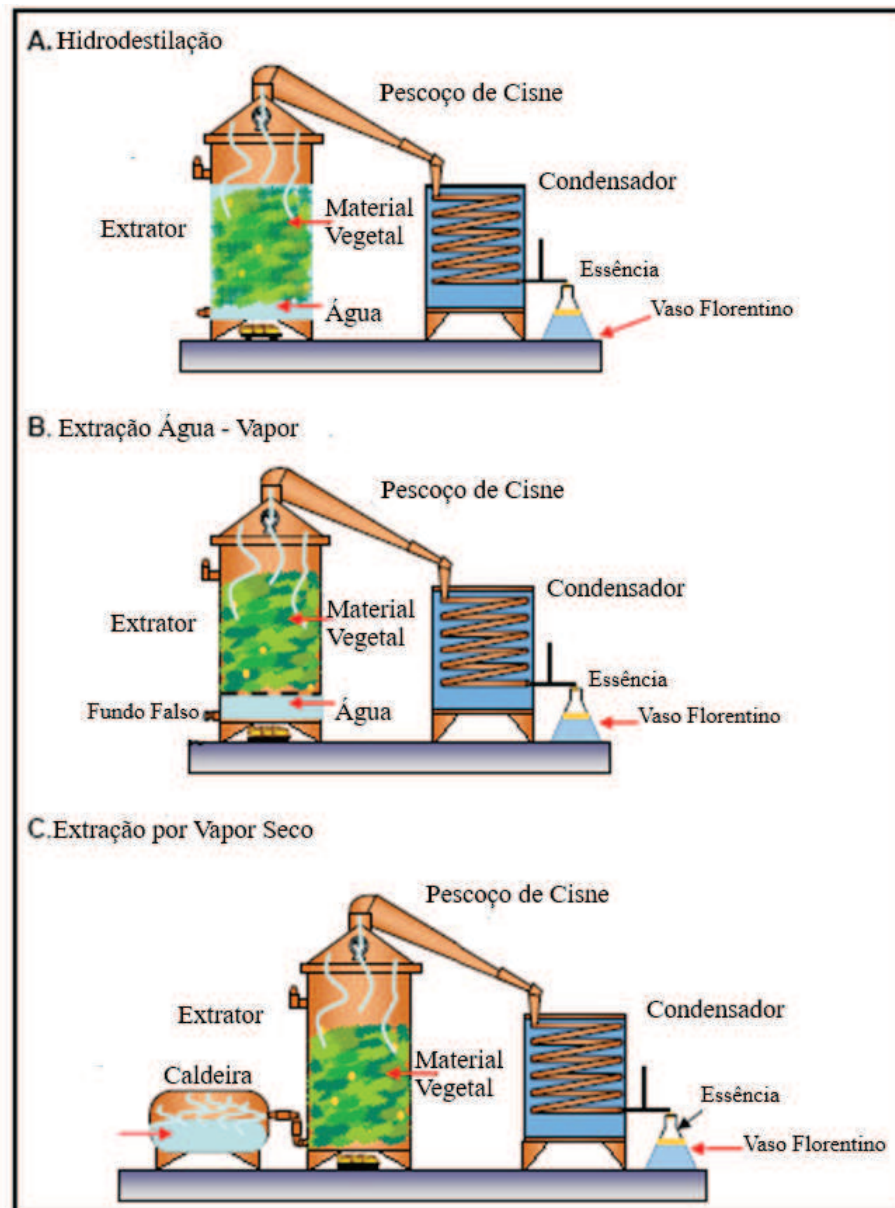 A. Hidrodestilação
Pescoço de Cisne
Condensador
Extrator
Material
Vegetal
Essência
Água
Vaso Florentino
B. Extração Água - Vapor
Pescoço de Cisne
Condensador
Extrator
Material
Vegetal
Essência
Fundo Falso
Água
Vaso Florentino
C.Extração por Vapor Seco
Pescoço de Cisne
Extrator
Condensador
Caldeira
Material
Vegetal
Essência
Vaso Florentino